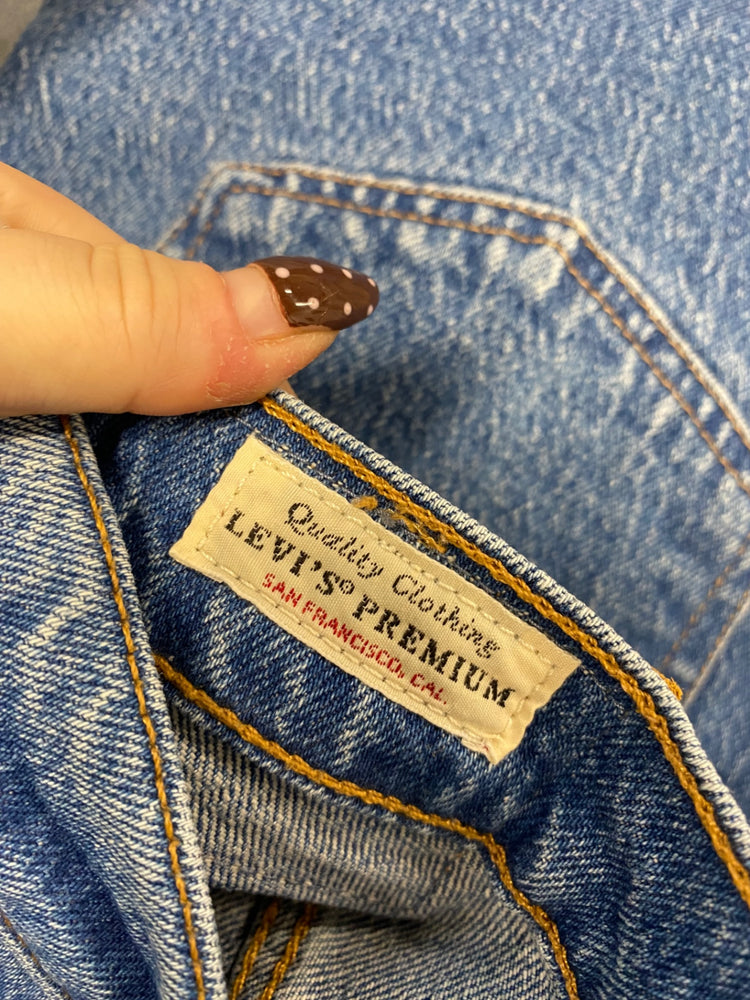 Quality Clothing
LEVI'S® PREMIUM
SAN FRANCISCO, CAL.